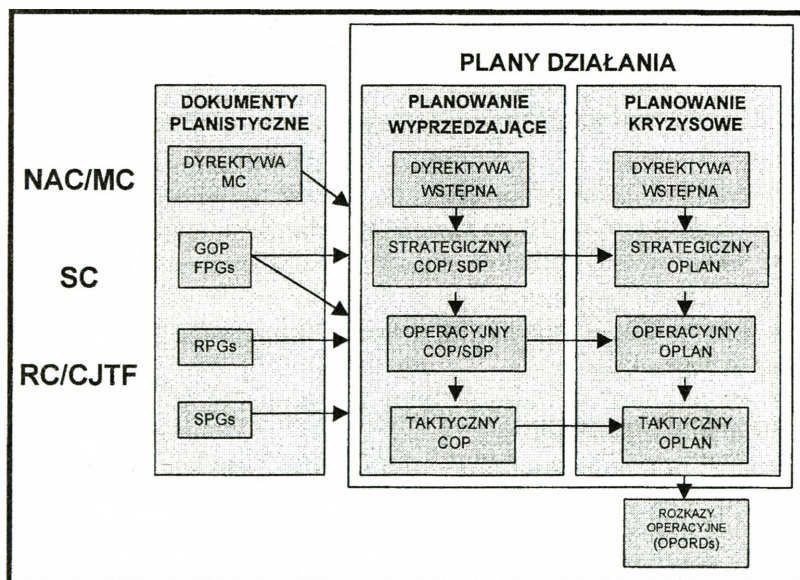 PLANY DZIAŁANIA
DOKUMENTY
PLANISTYCZNE
PLANOWANIE
WYPRZEDZAJĄCE
PLANOWANIE
KRYZYSOWE
NAC/MC
DYREKTYWA
MC
DYREKTYWA
WSTĘPNA
DYREKTYWA
WSTĘPNA
SC
GOP
FPGs
STRATEGICZNY
COP/ SDP
STRATEGICZNY
OPLAN
RC/CJTF
RPGs
OPERACYJNY
COP/SDP
OPERACYJNY
OPLAN
SPGs
TAKTYCZNY
COP
TAKTYCZNY
OPLAN
ROZKAZY
OPERACYJNE
(OPORDs)